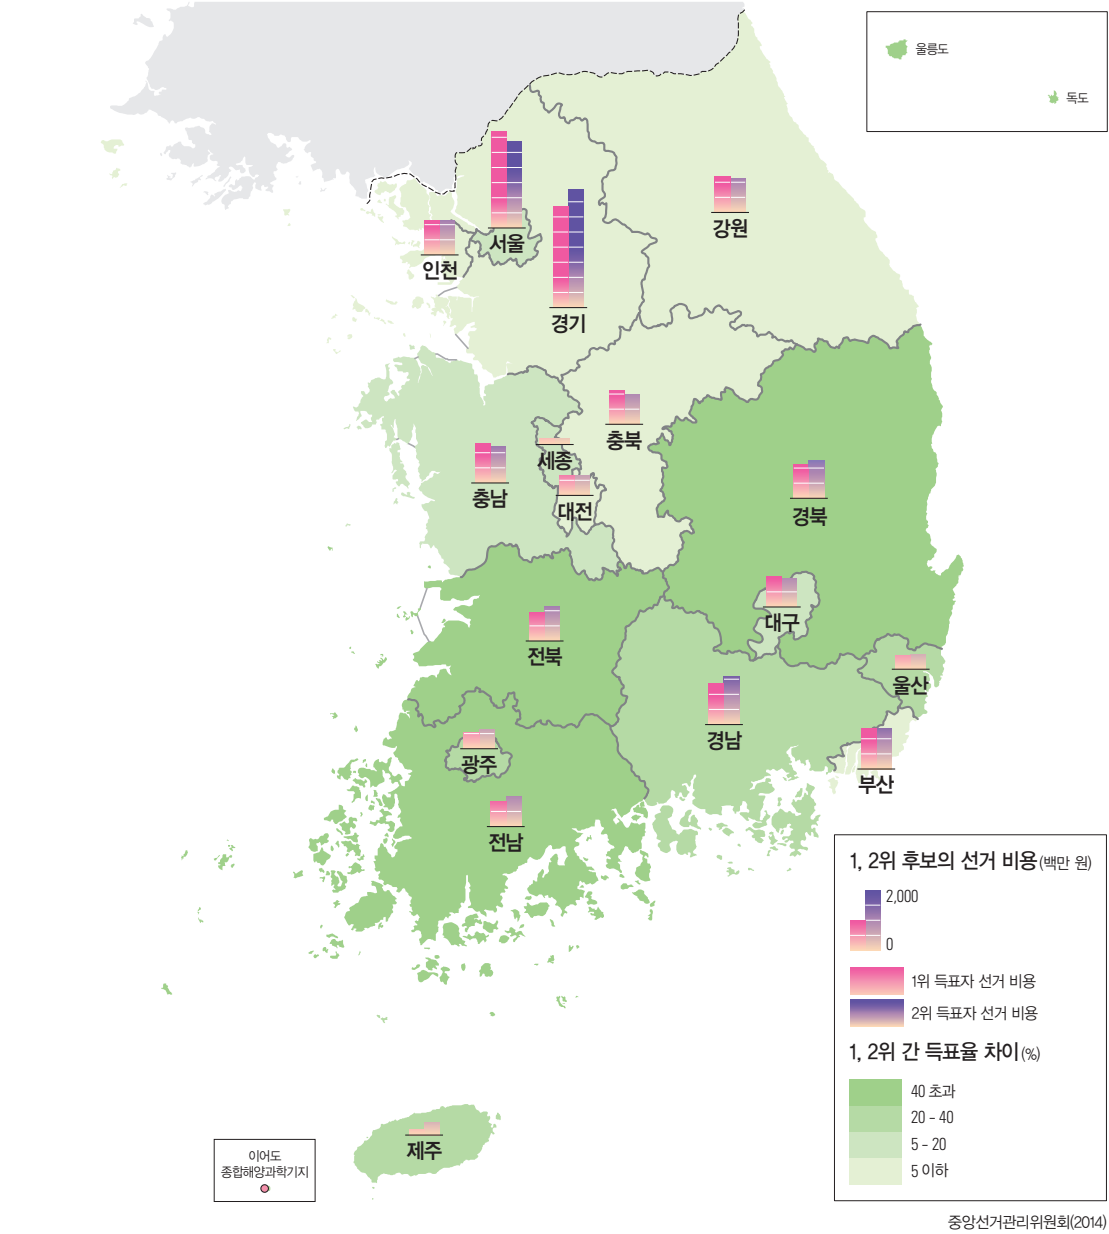 울릉도
독도
강원
서울
인천
경기
충북
세종
충남
대전
경북
대구
전북
울산
경남
광주
부산
전남
제주
이어도
종합해양과학기지
1, 2위 후보의 선거 비용(백만 원)
2,000
0
1위 득표자 선거 비용
2위 득표자 선거 비용
1, 2위 간 득표율 차이(%)
40 초과
20 - 40
5 - 20
5 이하
중앙선거관리위원회(2014)